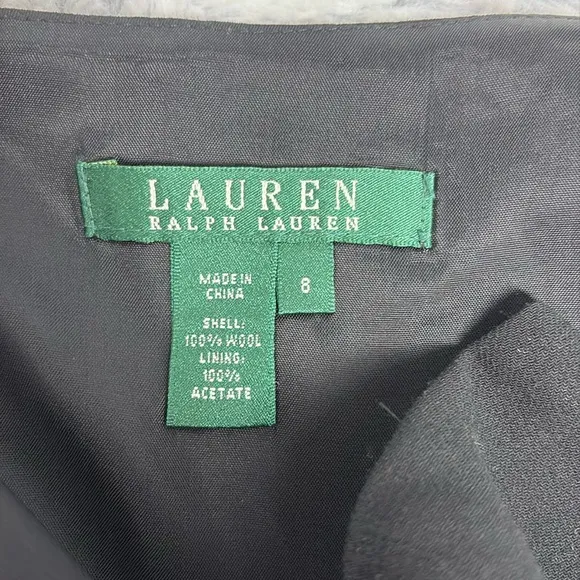 LAUREN
RALPH LAUREN
MADE IN
CHINA
8
SHELL:
100% WOOL
LINING:
100%
ACETATE